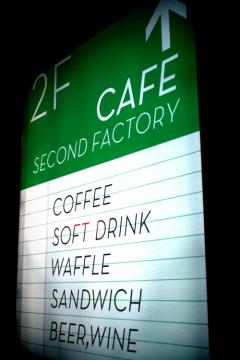 2F CAFE
SECOND FACTORY
COFFEE
SOFT DRINK
WAFFLE
SANDWICH
BEER,WINE